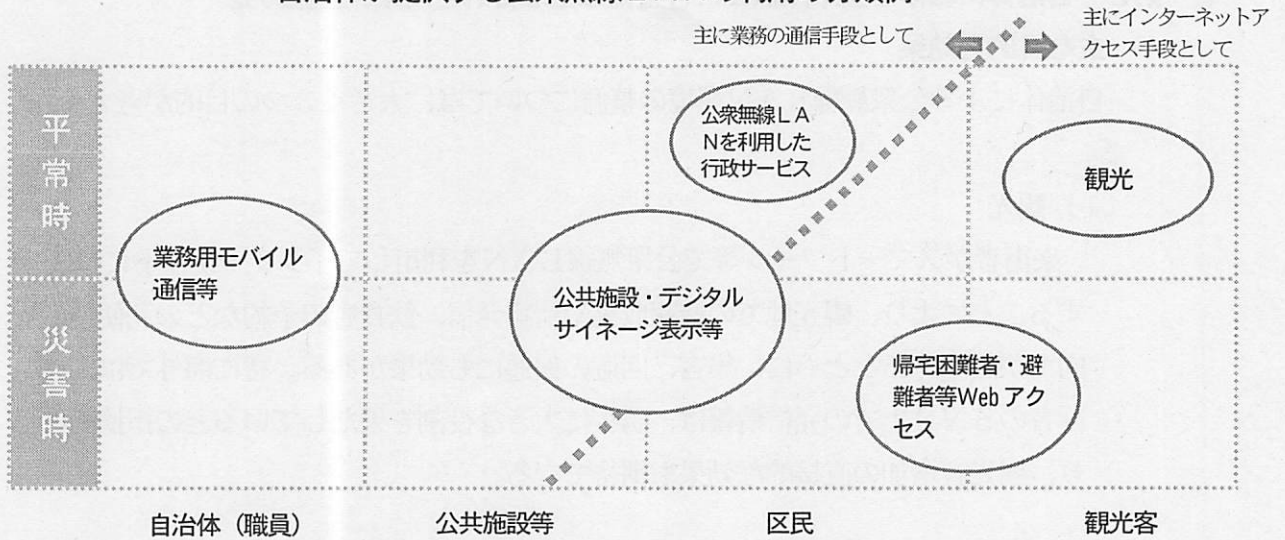 主に業務の通信手段として
主にインターネットア
クセス手段として
平常時
公衆無線ＬＡ
Ｎを利用した
行政サービス
観光
業務用モバイル
通信等
公共施設・デジタル
サイネージ表示等
災害時
帰宅困難者・避
難者等Web アク
セス
自治体（職員）
公共施設等
区民
観光客